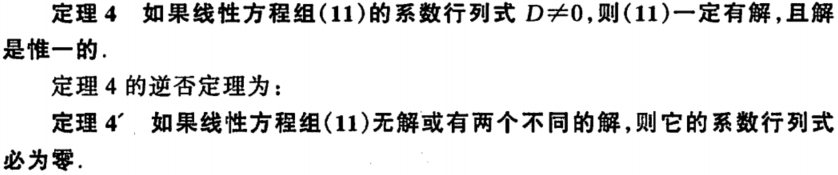 定理 4 如果线性方程组(11)的系数行列式 D≠0,则(11)一定有解,且解
是惟一的.
定理 4 的逆否定理为:
定理 4′ 如果线性方程组(11)无解或有两个不同的解,则它的系数行列式
必为零.